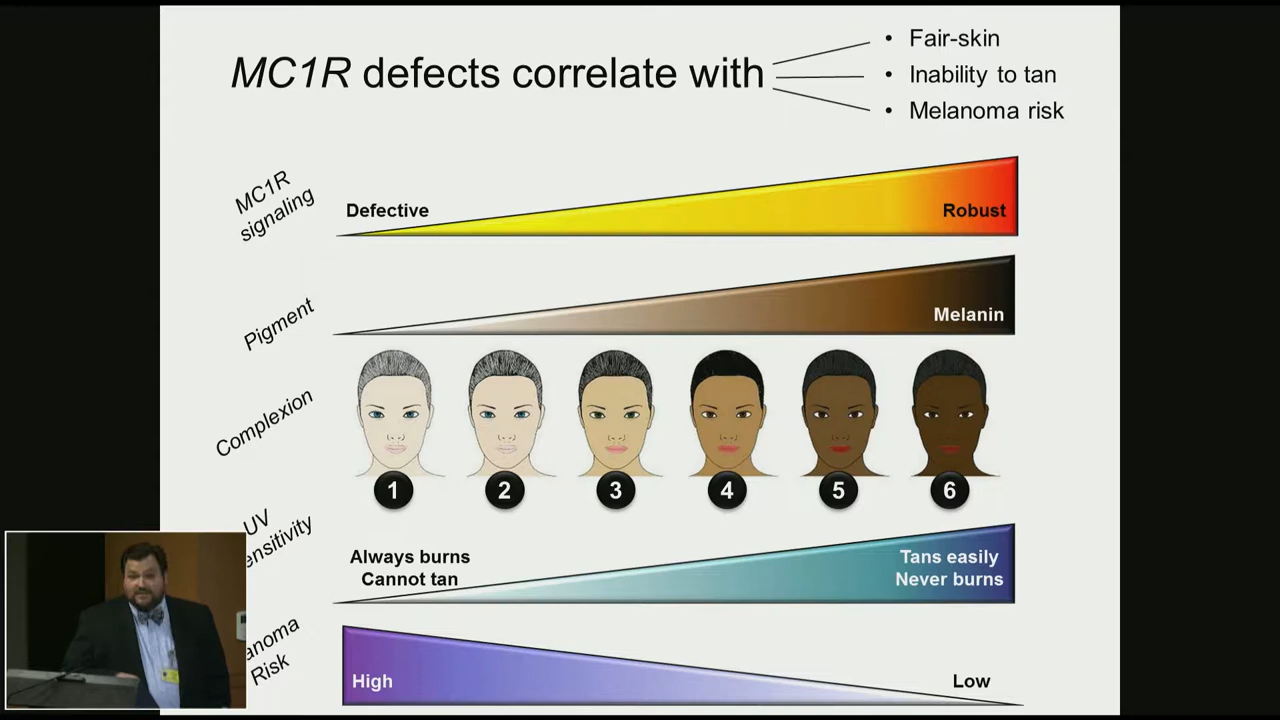 MC1R defects correlate with
• Fair-skin
• Inability to tan
• Melanoma risk
MC1R
signaling
Defective
Robust
Pigment
Melanin
Complexion
1 2 3 4 5 6
UV
ensitivity
Always burns
Cannot tan
Tans easily
Never burns
anoma
Risk
High
Low